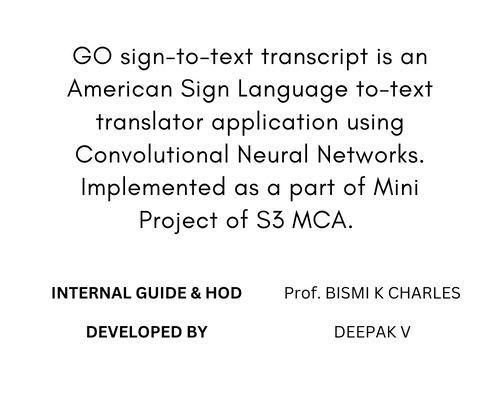 GO sign-to-text transcript is an
American Sign Language to-text
translator application using
Convolutional Neural Networks.
Implemented as a part of Mini
Project of S3 MCA.
INTERNAL GUIDE & HOD Prof. BISMI K CHARLES
DEVELOPED BY DEEPAK V